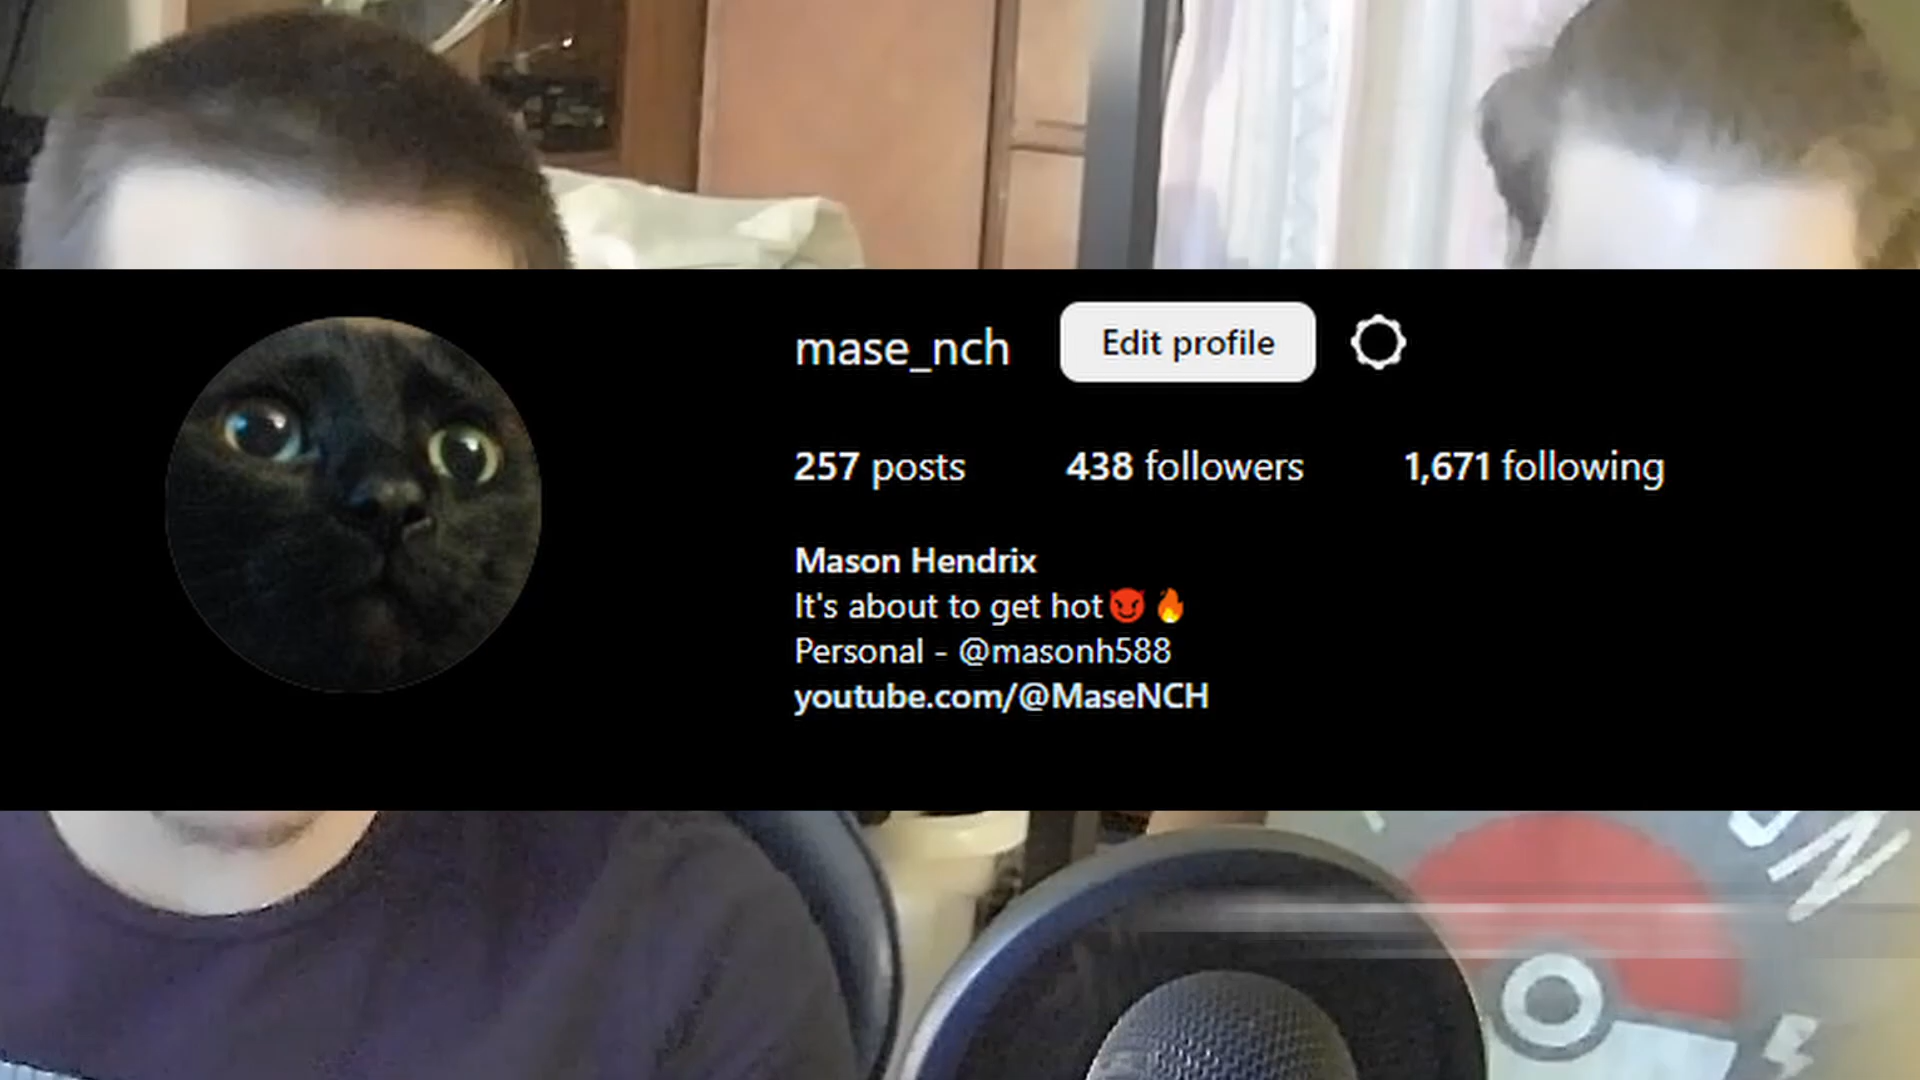 mase_nch
Edit profile
257 posts 438 followers 1,671 following
Mason Hendrix
It's about to get hot😈🔥
Personal - @masonh588
youtube.com/@MaseNCH